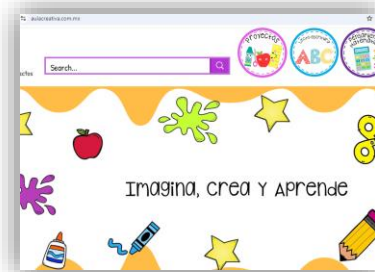 aulacreativa.com.mx
Proyectos
ABC
Search...
Imagina, crea y Aprende